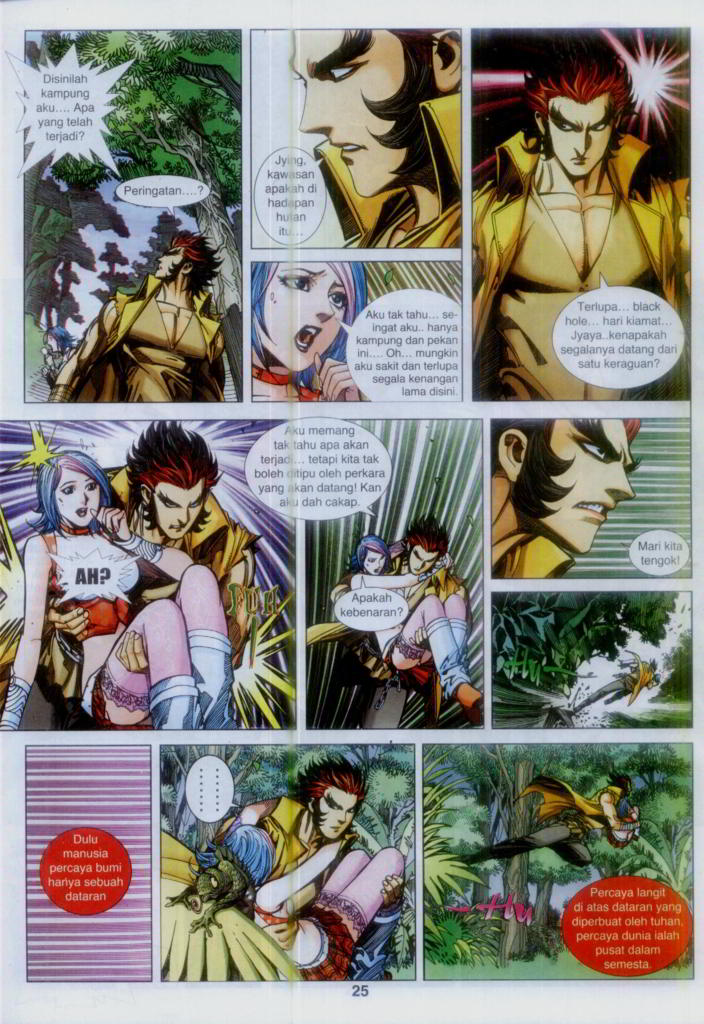 Disinilah
kampung
aku.... Apa
yang telah
terjadi?
Peringatan....?
Jying,
kawasan
apakah di
hadapan
hutan
itu...
Aku tak tahu... se-
ingat aku.. hanya
kampung dan pekan
ini.... Oh... mungkin
aku sakit dan terlupa
segala kenangan
lama disini.
Terlupa... black
hole... hari kiamat...
Jyaya..kenapakah
segalanya datang dari
satu keraguan?
AH?
Aku memang
tak tahu apa akan
terjadi... tetapi kita tak
boleh ditipu oleh perkara
yang akan datang! Kan
aku dah cakap.
Apakah
kebenaran?
Mari kita
tengok!
HU
Dulu
manusia
percaya bumi
hanya sebuah
dataran
........
HU
Percaya langit
di atas dataran yang
diperbuat oleh tuhan,
percaya dunia ialah
pusat dalam
semesta.
25